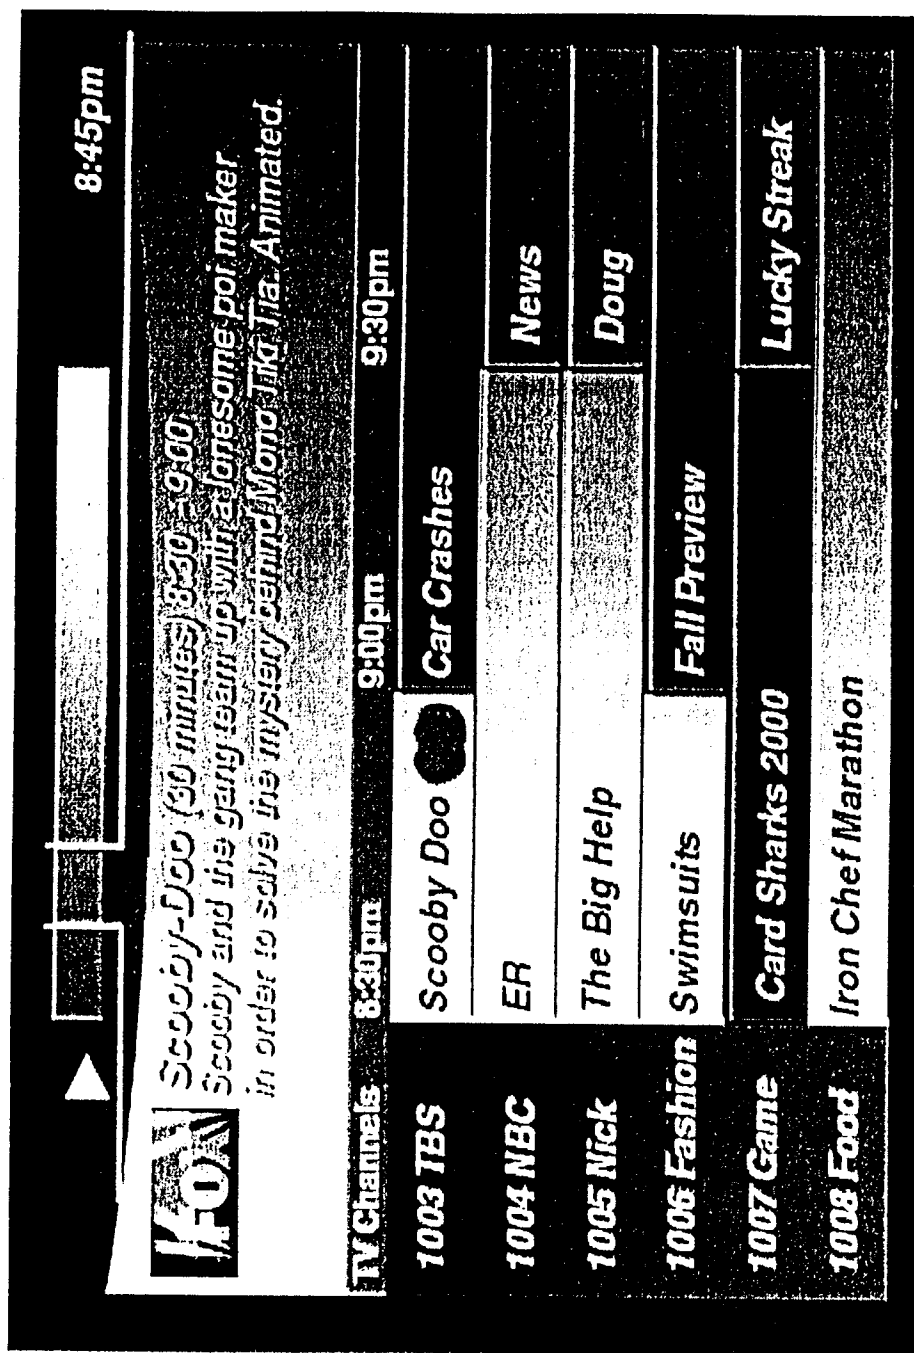 8:45pm
FOX
Scooby-Doo (30 minutes) 8:30 - 9:00
Scooby and the gang team up with a lonesome poi maker
in order to solve the mystery behind Mono Tiki Tia. Animated.
TV Channels 8:30pm 9:00pm 9:30pm
1003 TBS Scooby Doo Car Crashes
1004 NBC ER News
1005 Nick The Big Help Doug
1006 Fashion Swimsuits Fall Preview
1007 Game Card Sharks 2000 Lucky Streak
1008 Food Iron Chef Marathon